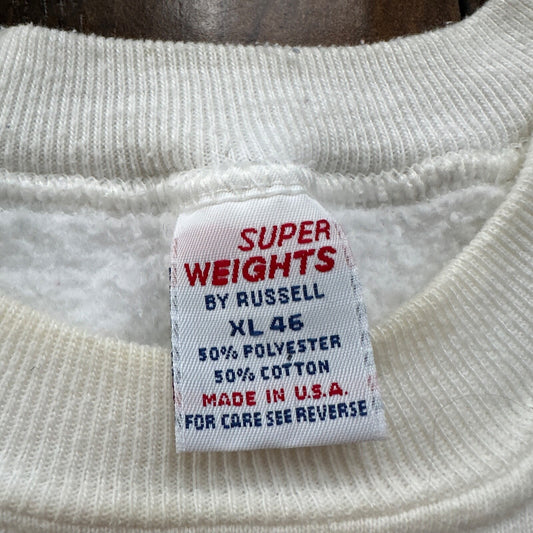 SUPER
WEIGHTS
BY RUSSELL
XL 46
50% POLYESTER
50% COTTON
MADE IN U.S.A.
FOR CARE SEE REVERSE